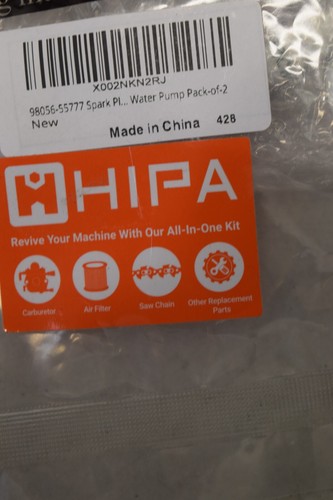 X002NKN2RJ
98056-55777 Spark Pl... Water Pump Pack-of-2
New
Made in China 428
HIPA
Revive Your Machine With Our All-In-One Kit
Carburetor Air Filter Saw Chain Other Replacement
Parts